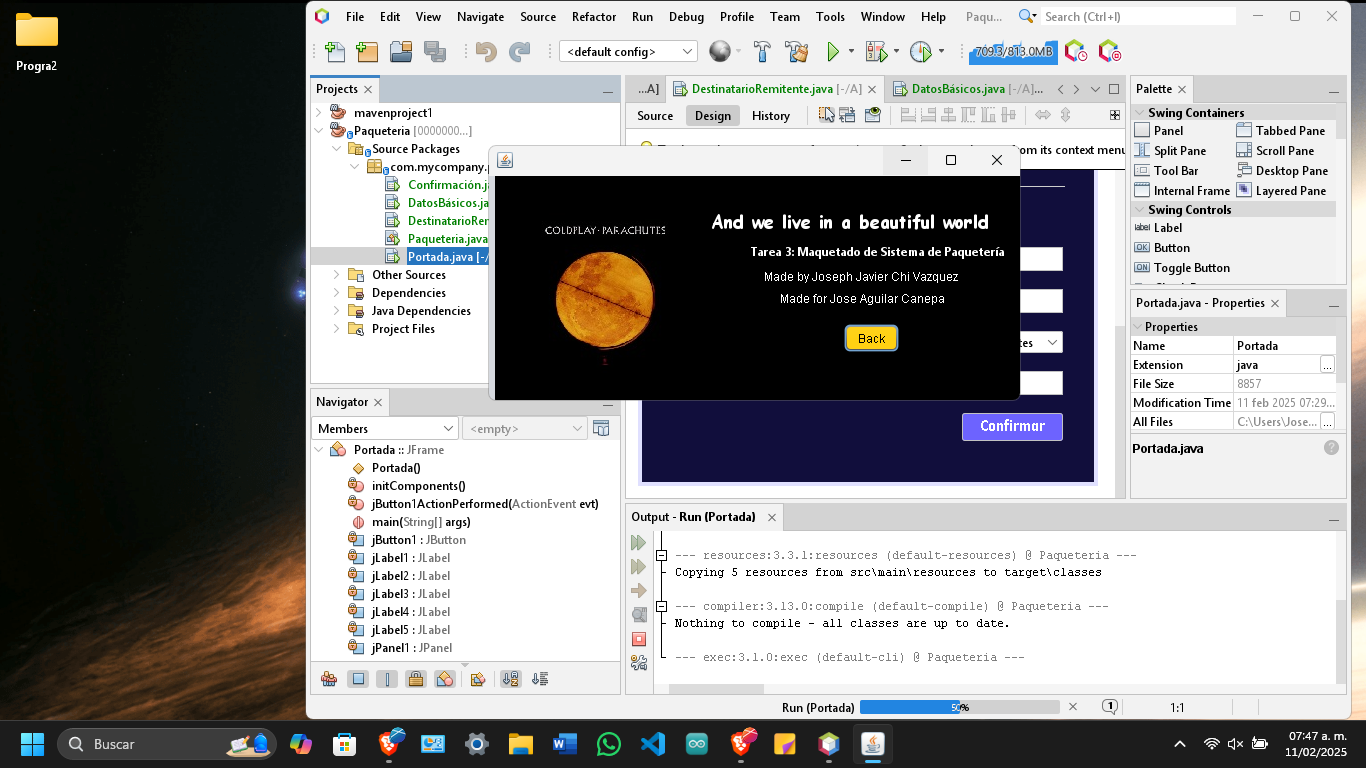 Progra2
File Edit View Navigate Source Refactor Run Debug Profile Team Tools Window Help Paqu... Search (Ctrl+I)
<default config> 709.3/813.0MB
Projects
mavenproject1
Paqueteria [0000000...]
Source Packages
com.mycompany.
Confirmación.ja
DatosBásicos.ja
DestinatarioRem
Paqueteria.java
Portada.java [-/
Other Sources
Dependencies
Java Dependencies
Project Files
...A] DestinatarioRemitente.java [-/A] DatosBásicos.java [-/A]...
Source Design History
from its context menu
COLDPLAY·PARACHUTES
And we live in a beautiful world
Tarea 3: Maquetado de Sistema de Paquetería
Made by Joseph Javier Chi Vazquez
Made for Jose Aguilar Canepa
Back
tes
Confirmar
Palette
Swing Containers
Panel Tabbed Pane
Split Pane Scroll Pane
Tool Bar Desktop Pane
Internal Frame Layered Pane
Swing Controls
Label
Button
Toggle Button
Portada.java - Properties
Properties
Name Portada
Extension java ...
File Size 8857
Modification Time 11 feb 2025 07:29...
All Files C:\Users\Jose... ...
Portada.java
Navigator
Members <empty>
Portada :: JFrame
Portada()
initComponents()
jButton1ActionPerformed(ActionEvent evt)
main(String[] args)
jButton1 : JButton
jLabel1 : JLabel
jLabel2 : JLabel
jLabel3 : JLabel
jLabel4 : JLabel
jLabel5 : JLabel
jPanel1 : JPanel
Output - Run (Portada)
--- resources:3.3.1:resources (default-resources) @ Paqueteria ---
Copying 5 resources from src\main\resources to target\classes
--- compiler:3.13.0:compile (default-compile) @ Paqueteria ---
Nothing to compile - all classes are up to date.
--- exec:3.1.0:exec (default-cli) @ Paqueteria ---
Run (Portada) 50% 1 1:1
Buscar
07:47 a. m.
11/02/2025